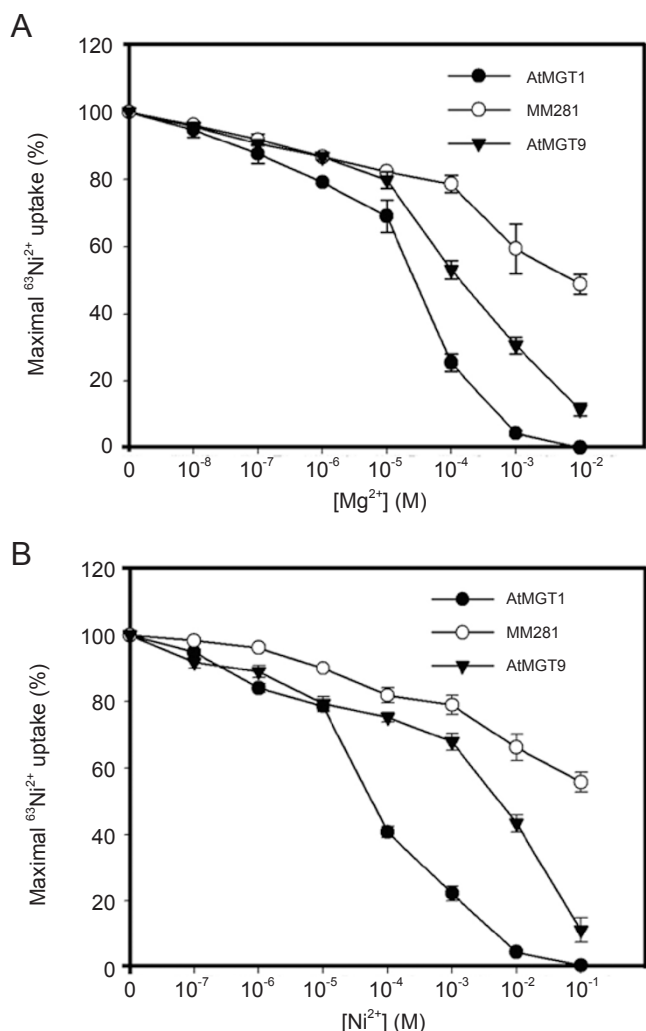 A
120
100
80
60
40
20
0
Maximal ⁶³Ni²⁺ uptake (%)
AtMGT1
MM281
AtMGT9
0 10⁻⁸ 10⁻⁷ 10⁻⁶ 10⁻⁵ 10⁻⁴ 10⁻³ 10⁻²
[Mg²⁺] (M)
B
120
100
80
60
40
20
0
Maximal ⁶³Ni²⁺ uptake (%)
AtMGT1
MM281
AtMGT9
0 10⁻⁷ 10⁻⁶ 10⁻⁵ 10⁻⁴ 10⁻³ 10⁻² 10⁻¹
[Ni²⁺] (M)